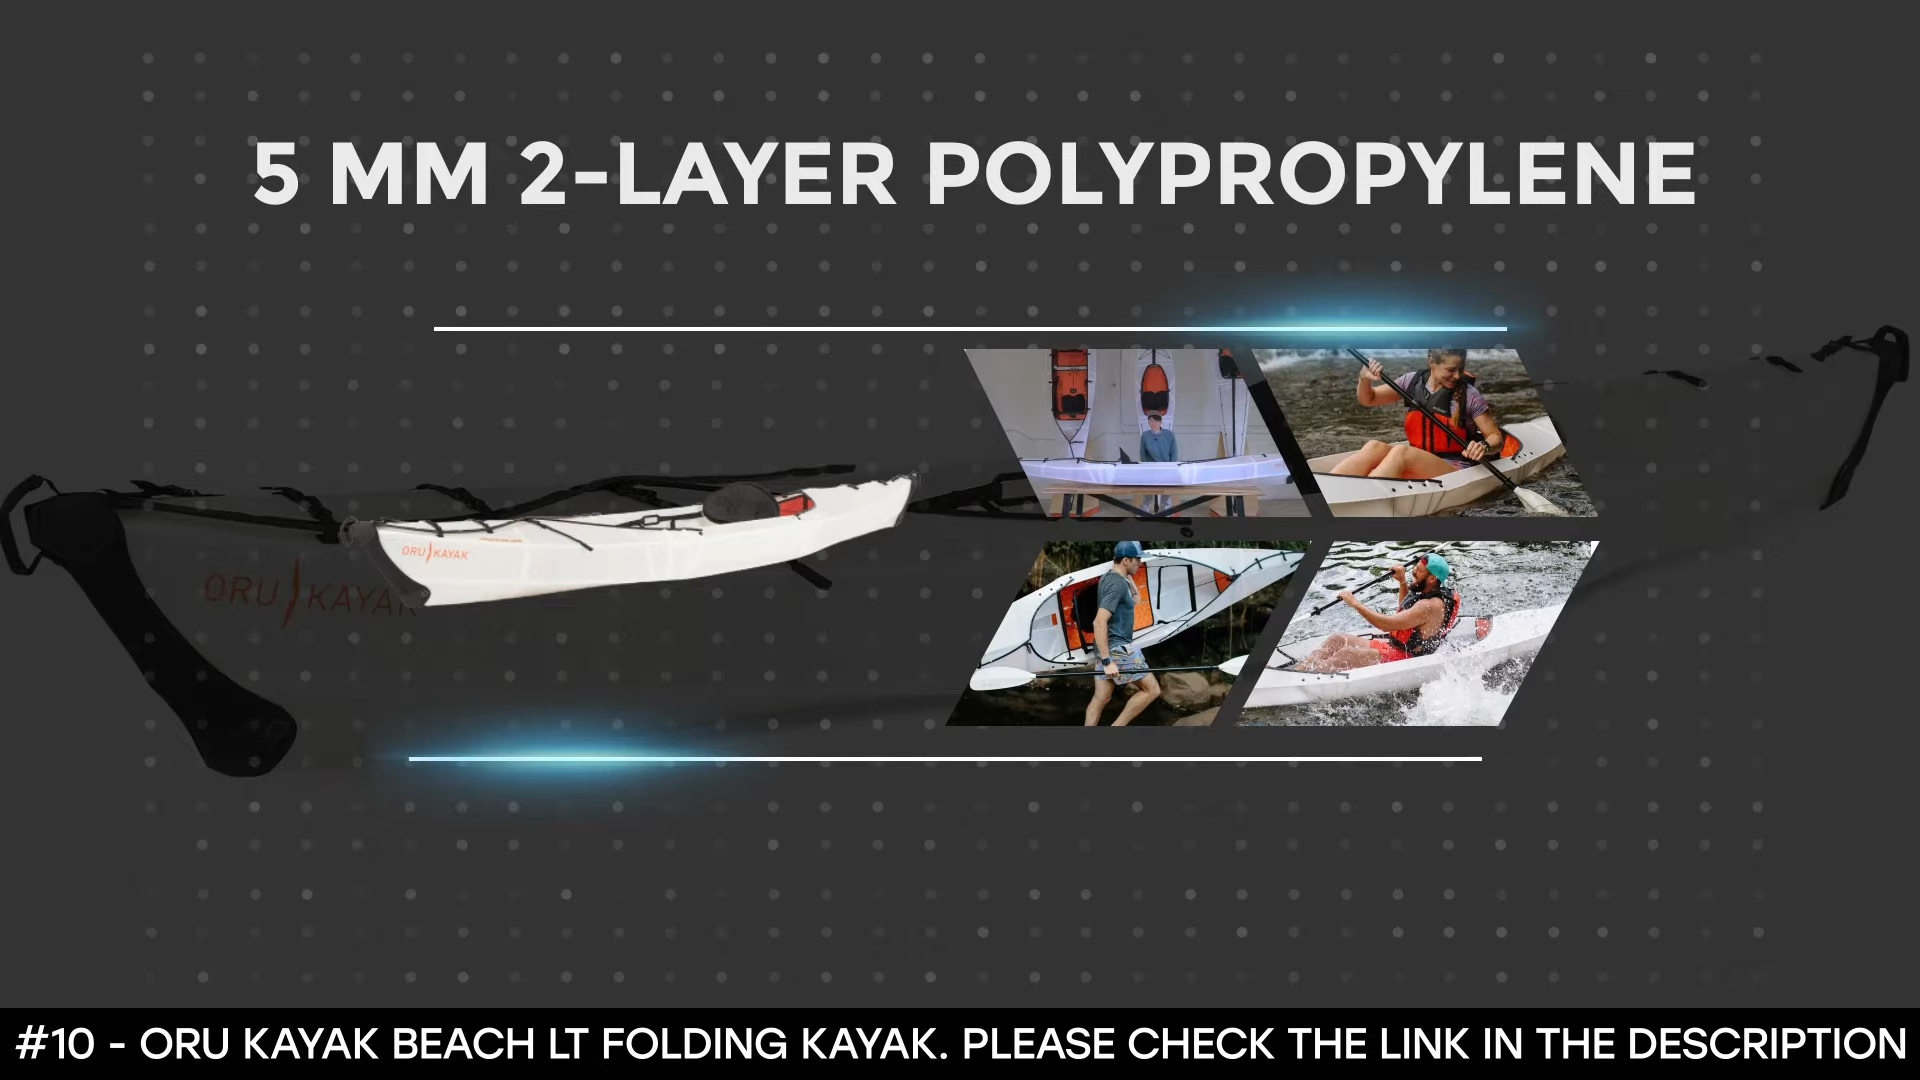 5 MM 2-LAYER POLYPROPYLENE
ORU KAYAK
ORU KAYAK
#10 - ORU KAYAK BEACH LT FOLDING KAYAK. PLEASE CHECK THE LINK IN THE DESCRIPTION